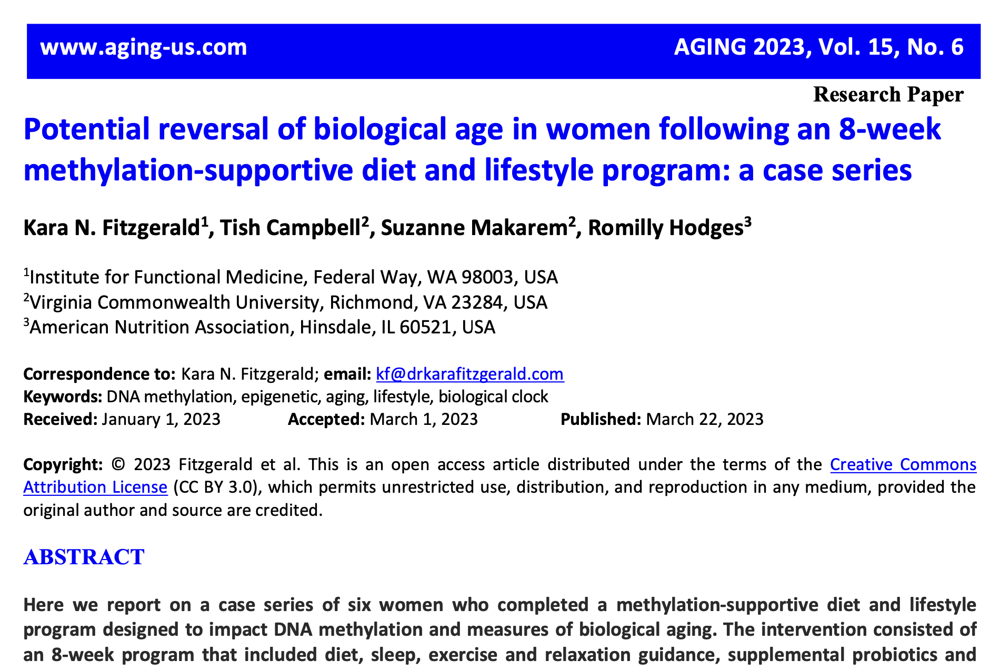 www.aging-us.com AGING 2023, Vol. 15, No. 6
Research Paper
Potential reversal of biological age in women following an 8-week
methylation-supportive diet and lifestyle program: a case series
Kara N. Fitzgerald1, Tish Campbell2, Suzanne Makarem2, Romilly Hodges3
1Institute for Functional Medicine, Federal Way, WA 98003, USA
2Virginia Commonwealth University, Richmond, VA 23284, USA
3American Nutrition Association, Hinsdale, IL 60521, USA
Correspondence to: Kara N. Fitzgerald; email: kf@drkarafitzgerald.com
Keywords: DNA methylation, epigenetic, aging, lifestyle, biological clock
Received: January 1, 2023 Accepted: March 1, 2023 Published: March 22, 2023
Copyright: © 2023 Fitzgerald et al. This is an open access article distributed under the terms of the Creative Commons
Attribution License (CC BY 3.0), which permits unrestricted use, distribution, and reproduction in any medium, provided the
original author and source are credited.
ABSTRACT
Here we report on a case series of six women who completed a methylation-supportive diet and lifestyle
program designed to impact DNA methylation and measures of biological aging. The intervention consisted of
an 8-week program that included diet, sleep, exercise and relaxation guidance, supplemental probiotics and